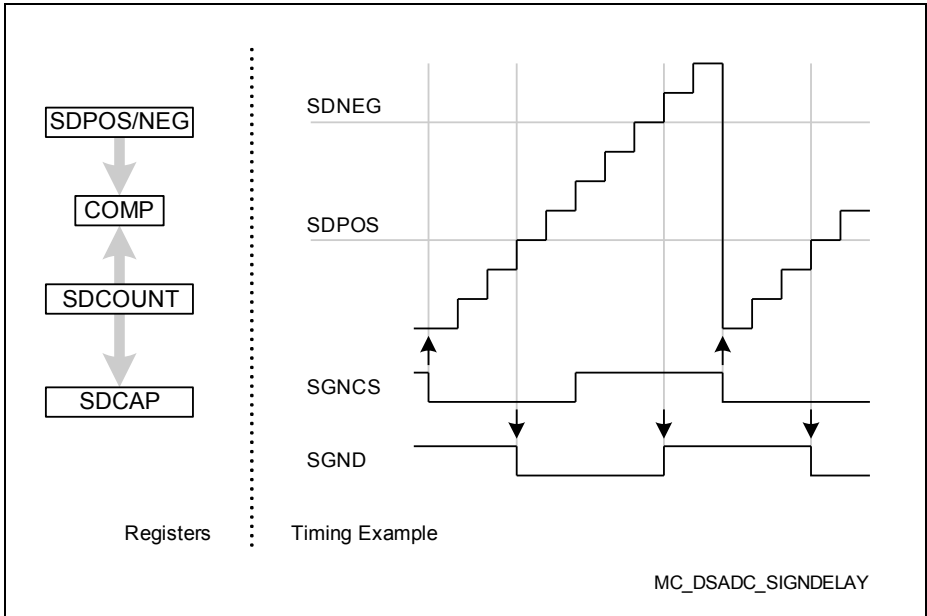 SDPOS/NEG
COMP
SDCOUNT
SDCAP
SDNEG
SDPOS
SGNCS
SGND
Registers
Timing Example
MC_DSADC_SIGNDELAY